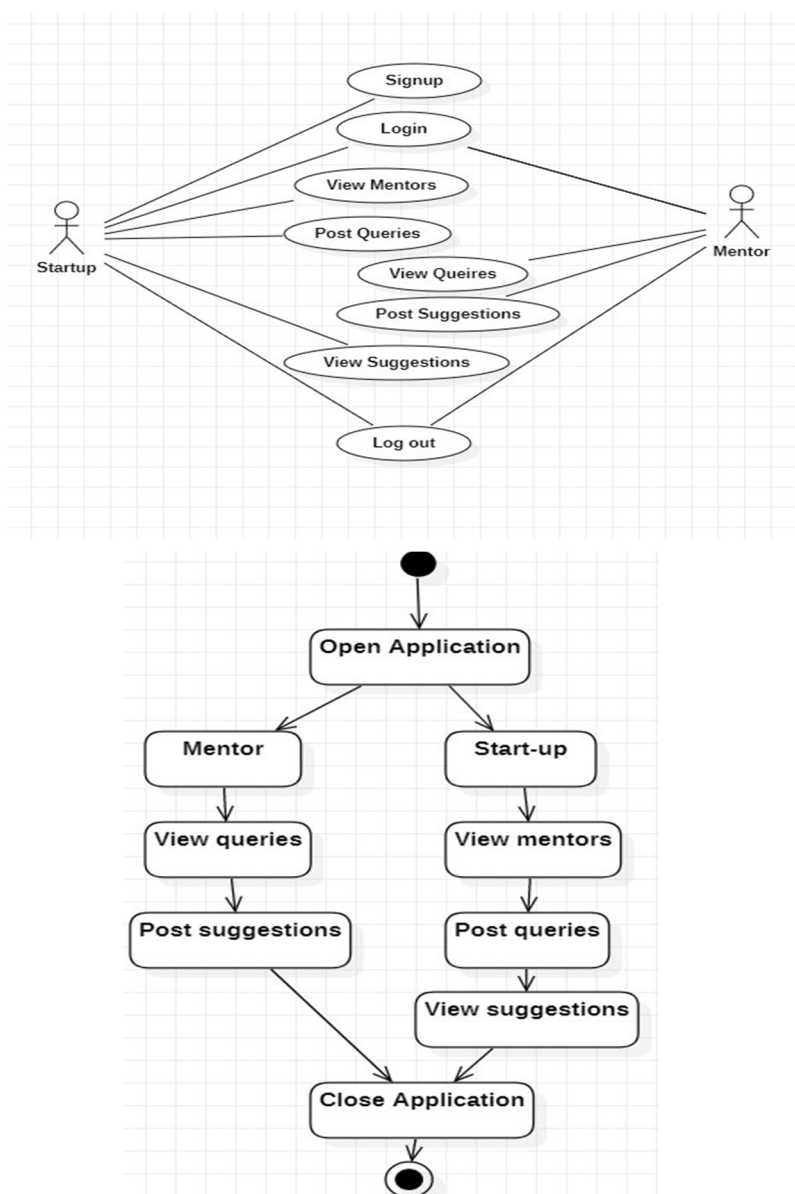 Signup
Login
View Mentors
Post Queries
Startup
Mentor
View Queires
Post Suggestions
View Suggestions
Log out
Open Application
Mentor
Start-up
View queries
View mentors
Post suggestions
Post queries
View suggestions
Close Application